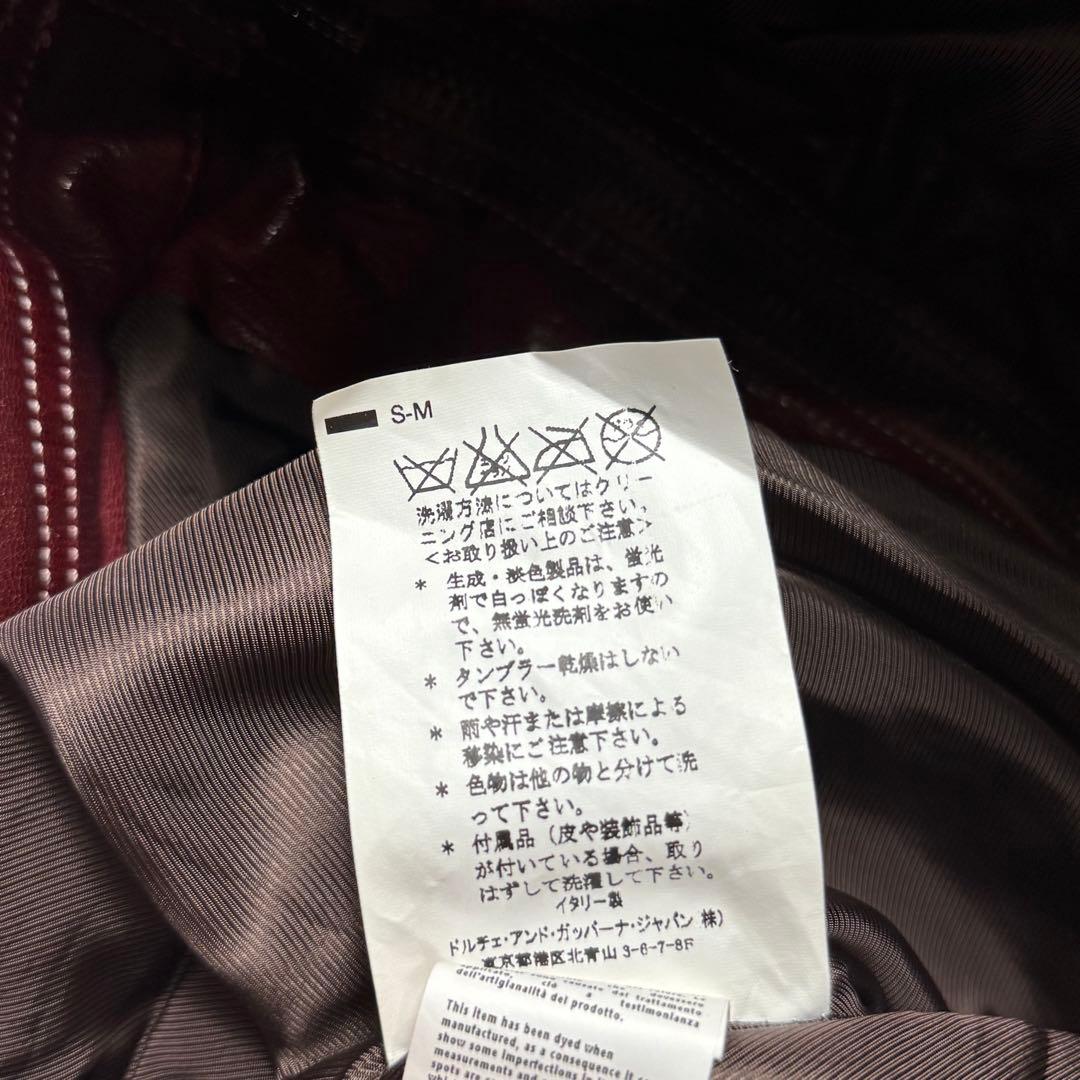 S-M
洗濯方法についてはクリー
ニング店にご相談下さい。
<お取り扱い上のご注意>
* 生成・淡色製品は、蛍光
剤で白っぽくなりますの
で、無蛍光洗剤をお使い
下さい。
* タンブラー乾燥はしない
で下さい。
* 雨や汗または摩擦による
移染にご注意下さい。
* 色物は他の物と分けて洗
って下さい。
* 付属品(皮や装飾品等)
が付いている場合、取り
はずして洗濯して下さい。
イタリー製
ドルチェ・アンド・ガッバーナ・ジャパン 株)
東京都港区北青山 3-6-7-8F
del trattamento
ciò a testimonianza
dell'artigianalità del prodotto.
This item has been dyed when
manufactured, as a consequence it
show some imperfections in
measurements and
spots are